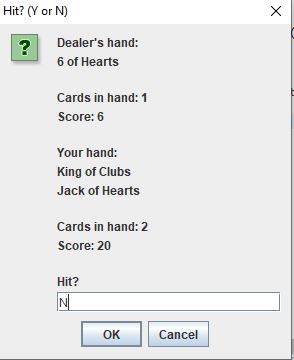 Hit? (Y or N)
?
Dealer's hand:
6 of Hearts
Cards in hand: 1
Score: 6
Your hand:
King of Clubs
Jack of Hearts
Cards in hand: 2
Score: 20
Hit?
N
OK
Cancel